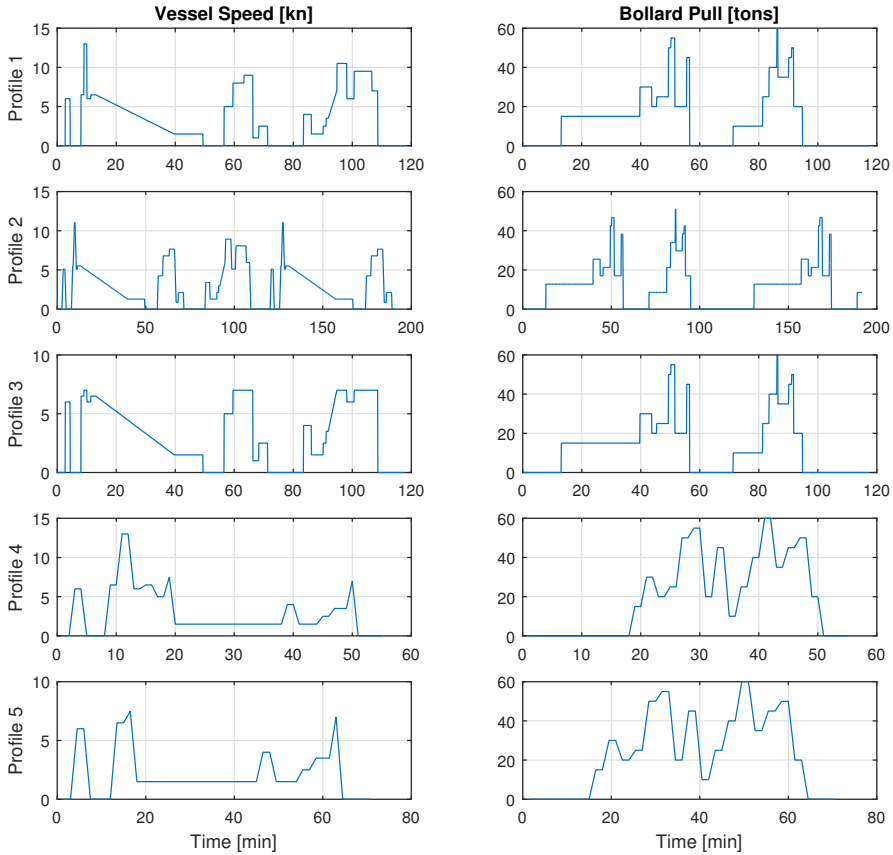 Vessel Speed [kn]
Bollard Pull [tons]
Profile 1
15
10
5
0
0 20 40 60 80 100 120
60
40
20
0
0 20 40 60 80 100 120
Profile 2
15
10
5
0
0 50 100 150 200
60
40
20
0
0 50 100 150 200
Profile 3
10
5
0
0 20 40 60 80 100 120
60
40
20
0
0 20 40 60 80 100 120
Profile 4
15
10
5
0
0 10 20 30 40 50 60
60
40
20
0
0 10 20 30 40 50 60
Profile 5
10
5
0
0 20 40 60 80
Time [min]
60
40
20
0
0 20 40 60 80
Time [min]